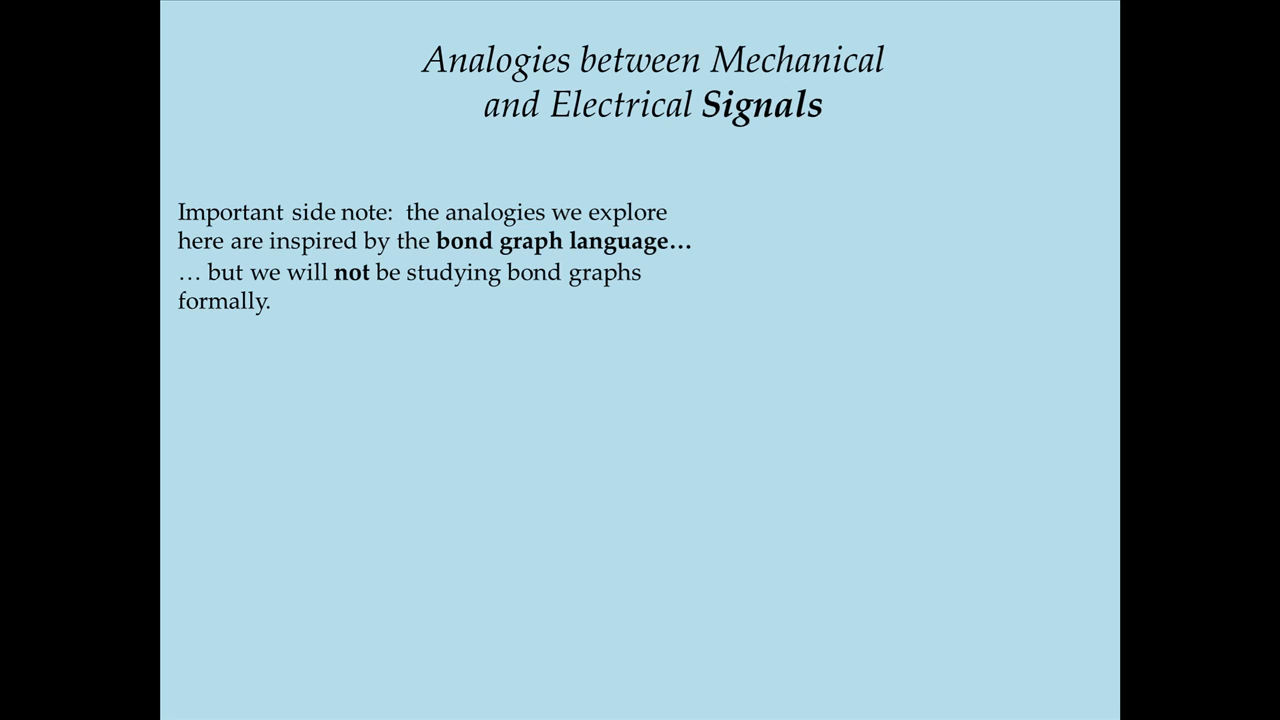 Analogies between Mechanical
and Electrical Signals
Important side note:  the analogies we explore
here are inspired by the bond graph language…
… but we will not be studying bond graphs
formally.